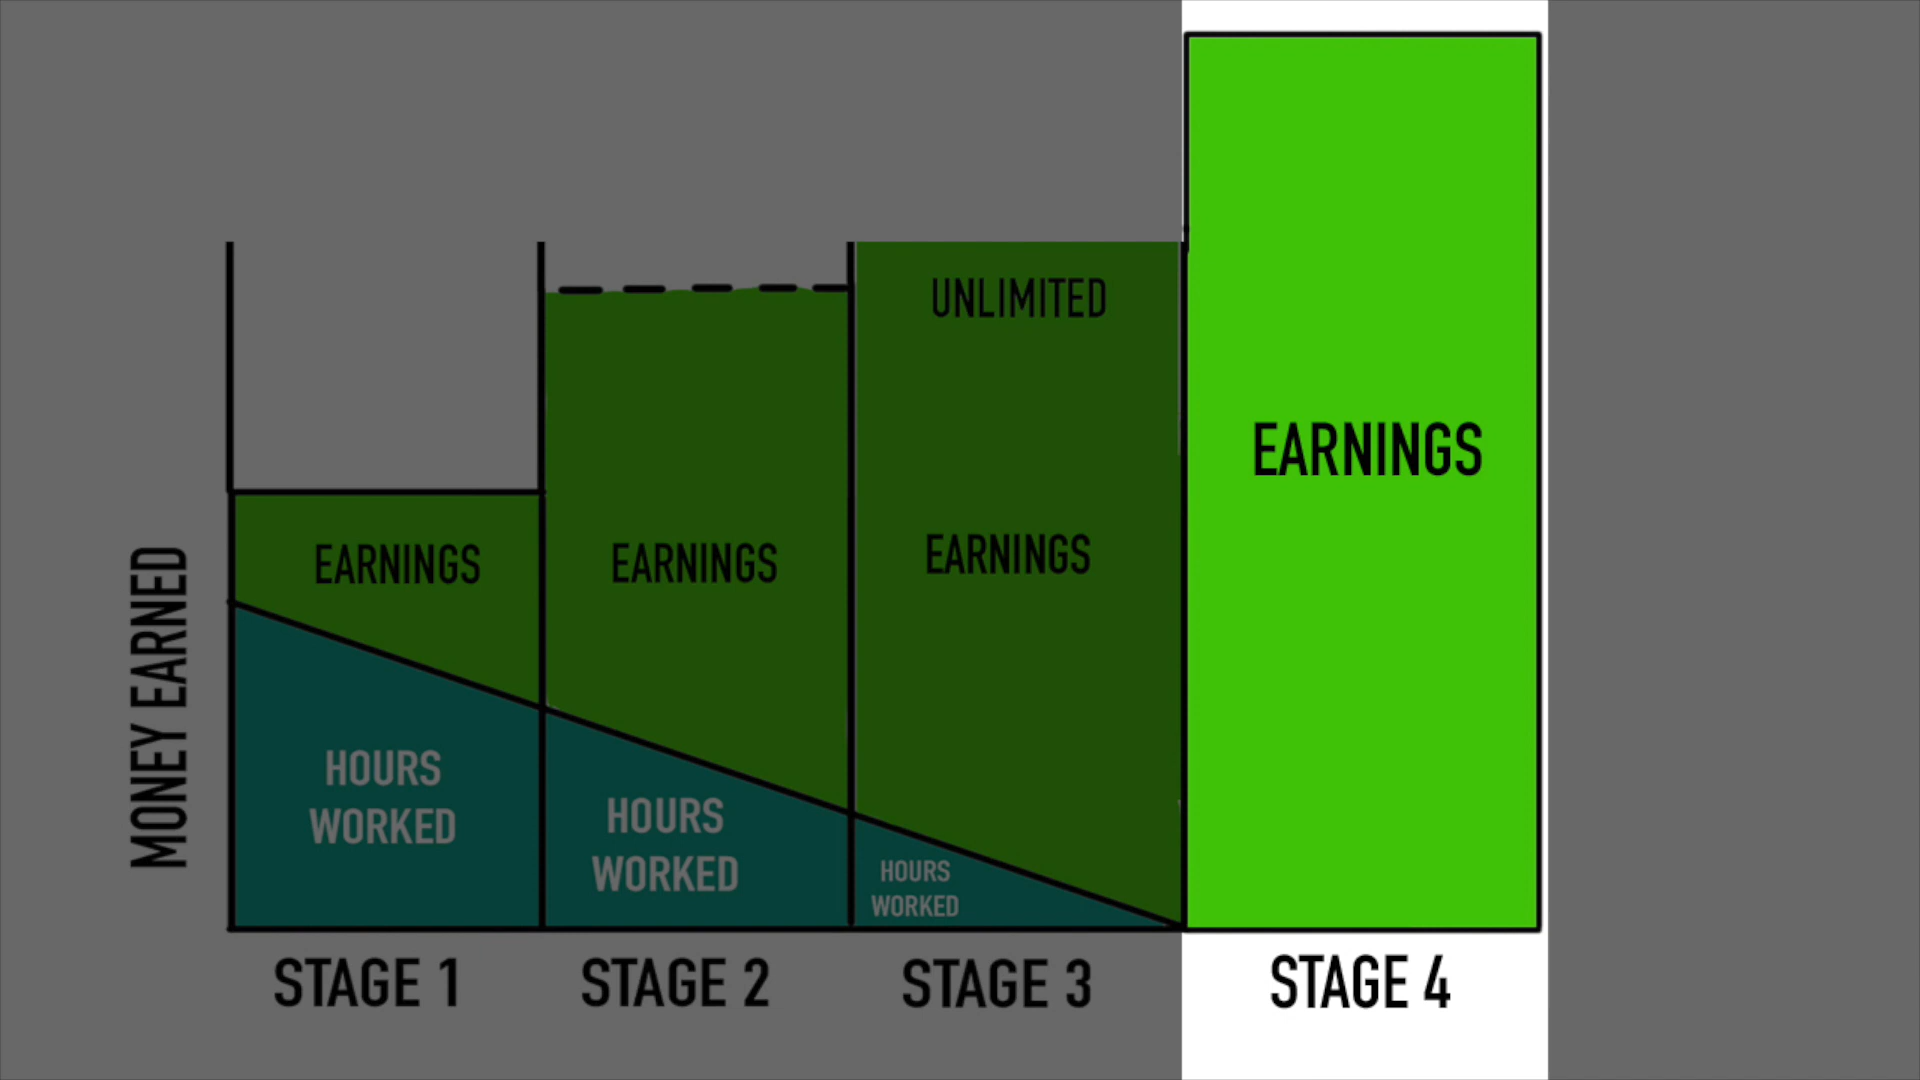 MONEY EARNED
EARNINGS
HOURS
WORKED
STAGE 1
EARNINGS
HOURS
WORKED
STAGE 2
UNLIMITED
EARNINGS
HOURS
WORKED
STAGE 3
EARNINGS
STAGE 4